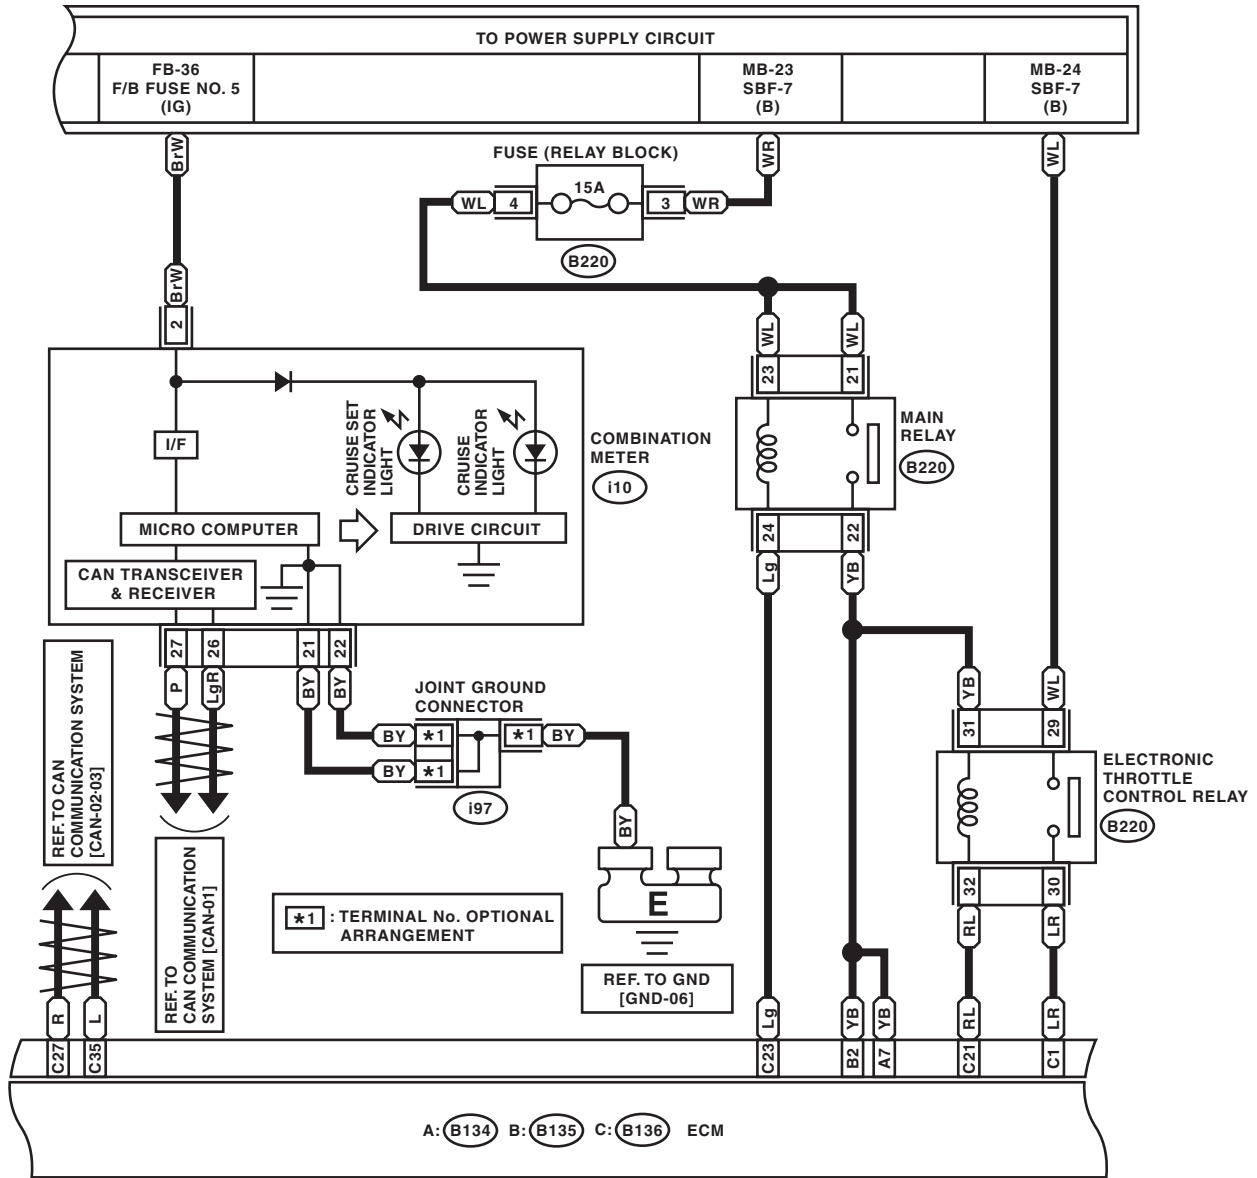 TO POWER SUPPLY CIRCUIT
FB-36
F/B FUSE NO. 5
(IG)
MB-23
SBF-7
(B)
MB-24
SBF-7
(B)
BrW
WR
WL
FUSE (RELAY BLOCK)
15A
WL
4
3
WR
B220
BrW
2
WL
WL
23
21
MAIN
RELAY
B220
24
22
Lg
YB
I/F
CRUISE SET
INDICATOR
LIGHT
CRUISE
INDICATOR
LIGHT
COMBINATION
METER
i10
MICRO COMPUTER
DRIVE CIRCUIT
CAN TRANSCEIVER
& RECEIVER
27
26
21
22
P
LgR
BY
BY
JOINT GROUND
CONNECTOR
BY
*1
*1
BY
BY
*1
i97
BY
E
REF. TO GND
[GND-06]
YB
WL
31
29
ELECTRONIC
THROTTLE
CONTROL RELAY
B220
32
30
RL
LR
REF. TO CAN
COMMUNICATION SYSTEM
[CAN-02·03]
REF. TO
CAN COMMUNICATION
SYSTEM [CAN-01]
*1 : TERMINAL No. OPTIONAL
ARRANGEMENT
R
L
Lg
YB
YB
RL
LR
C27
C35
C23
B2
A7
C21
C1
A: B134 B: B135 C: B136 ECM